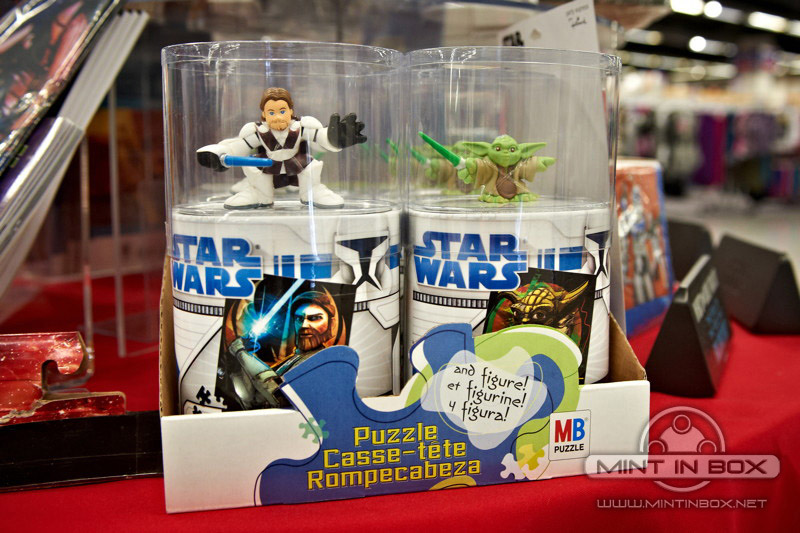 STAR
WARS
STAR
WARS
and figure!
et figurine!
y figura!
Puzzle
Casse-tête
Rompecabeza
MB
PUZZLE
MINT IN BOX
WWW.MINTINBOX.NET